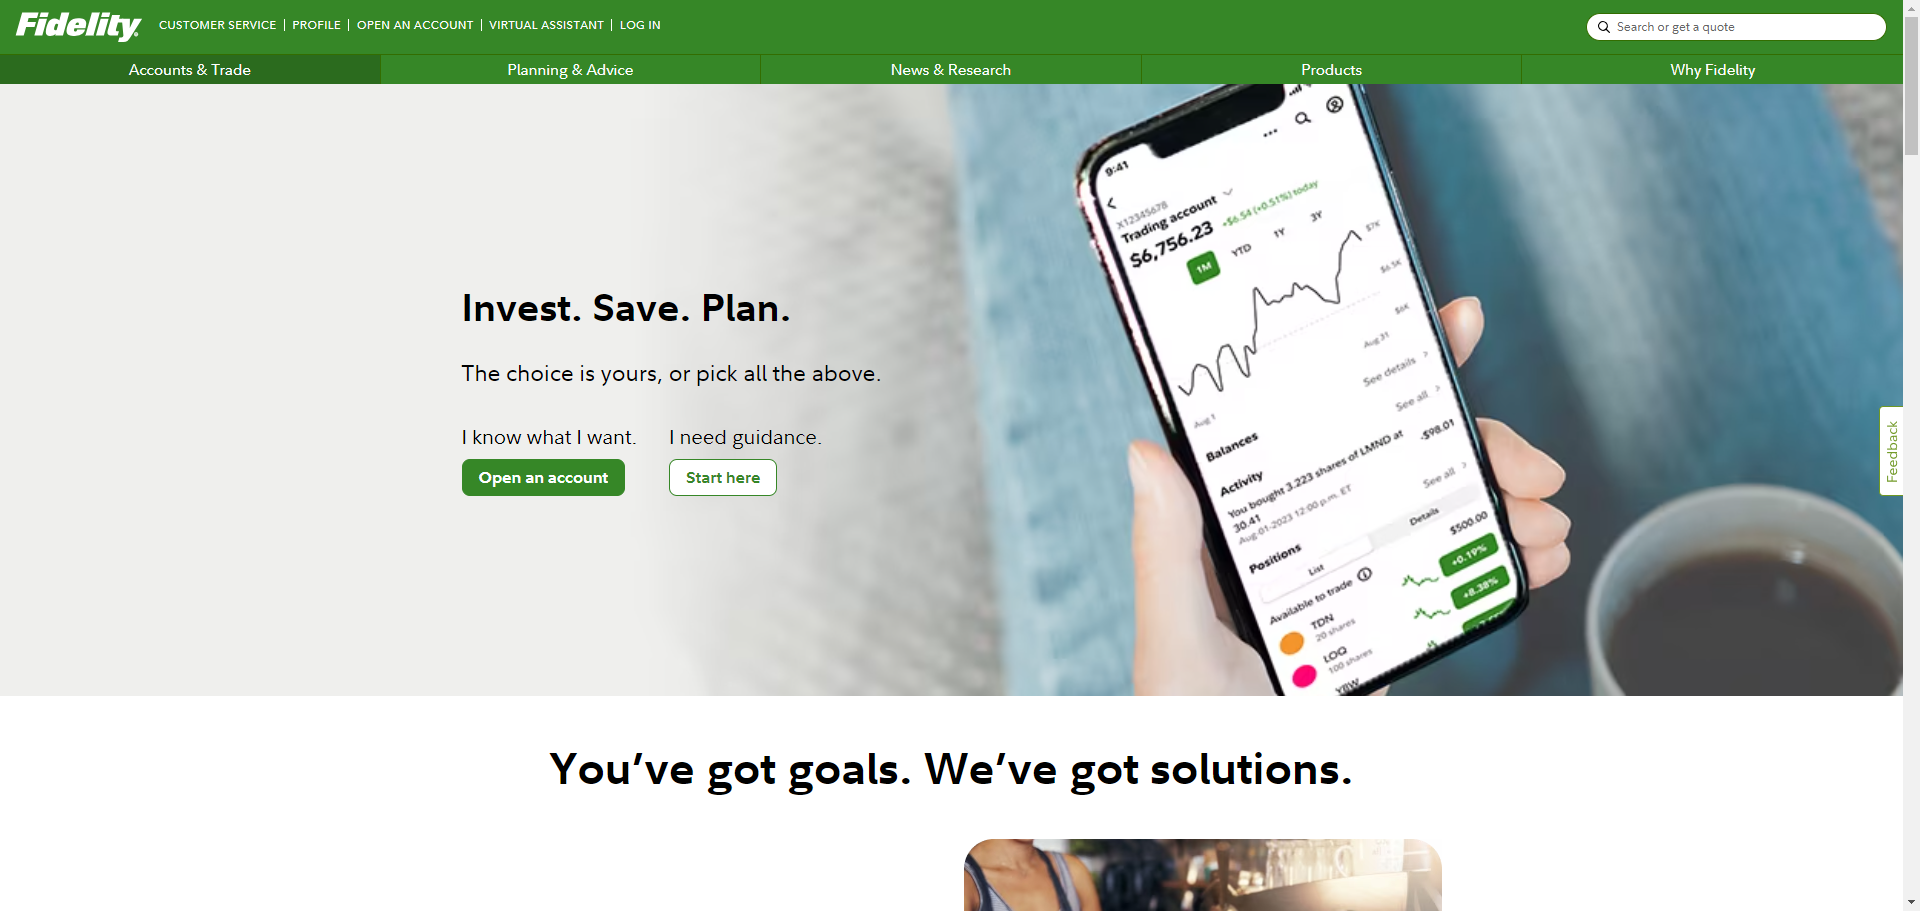 Fidelity
CUSTOMER SERVICE | PROFILE | OPEN AN ACCOUNT | VIRTUAL ASSISTANT | LOG IN
Search or get a quote
Accounts & Trade
Planning & Advice
News & Research
Products
Why Fidelity
Invest. Save. Plan.
The choice is yours, or pick all the above.
I know what I want.
Open an account
I need guidance.
Start here
9:41
X12345678
Trading account
$6,756.23
+$6.54 (+0.51%) today
1M YTD 1Y 3Y
$7K
$6.5K
$6K
Aug 1
Aug 31
See details
See all
Balances
Activity
You bought 3.223 shares of LMND at
30.41
-$98.01
Aug-01-2023 12:00 p.m. ET
See all
Positions
List
Details
Available to trade
$500.00
TDN
20 shares
+0.19%
LOQ
100 shares
+8.38%
Feedback
You’ve got goals. We’ve got solutions.